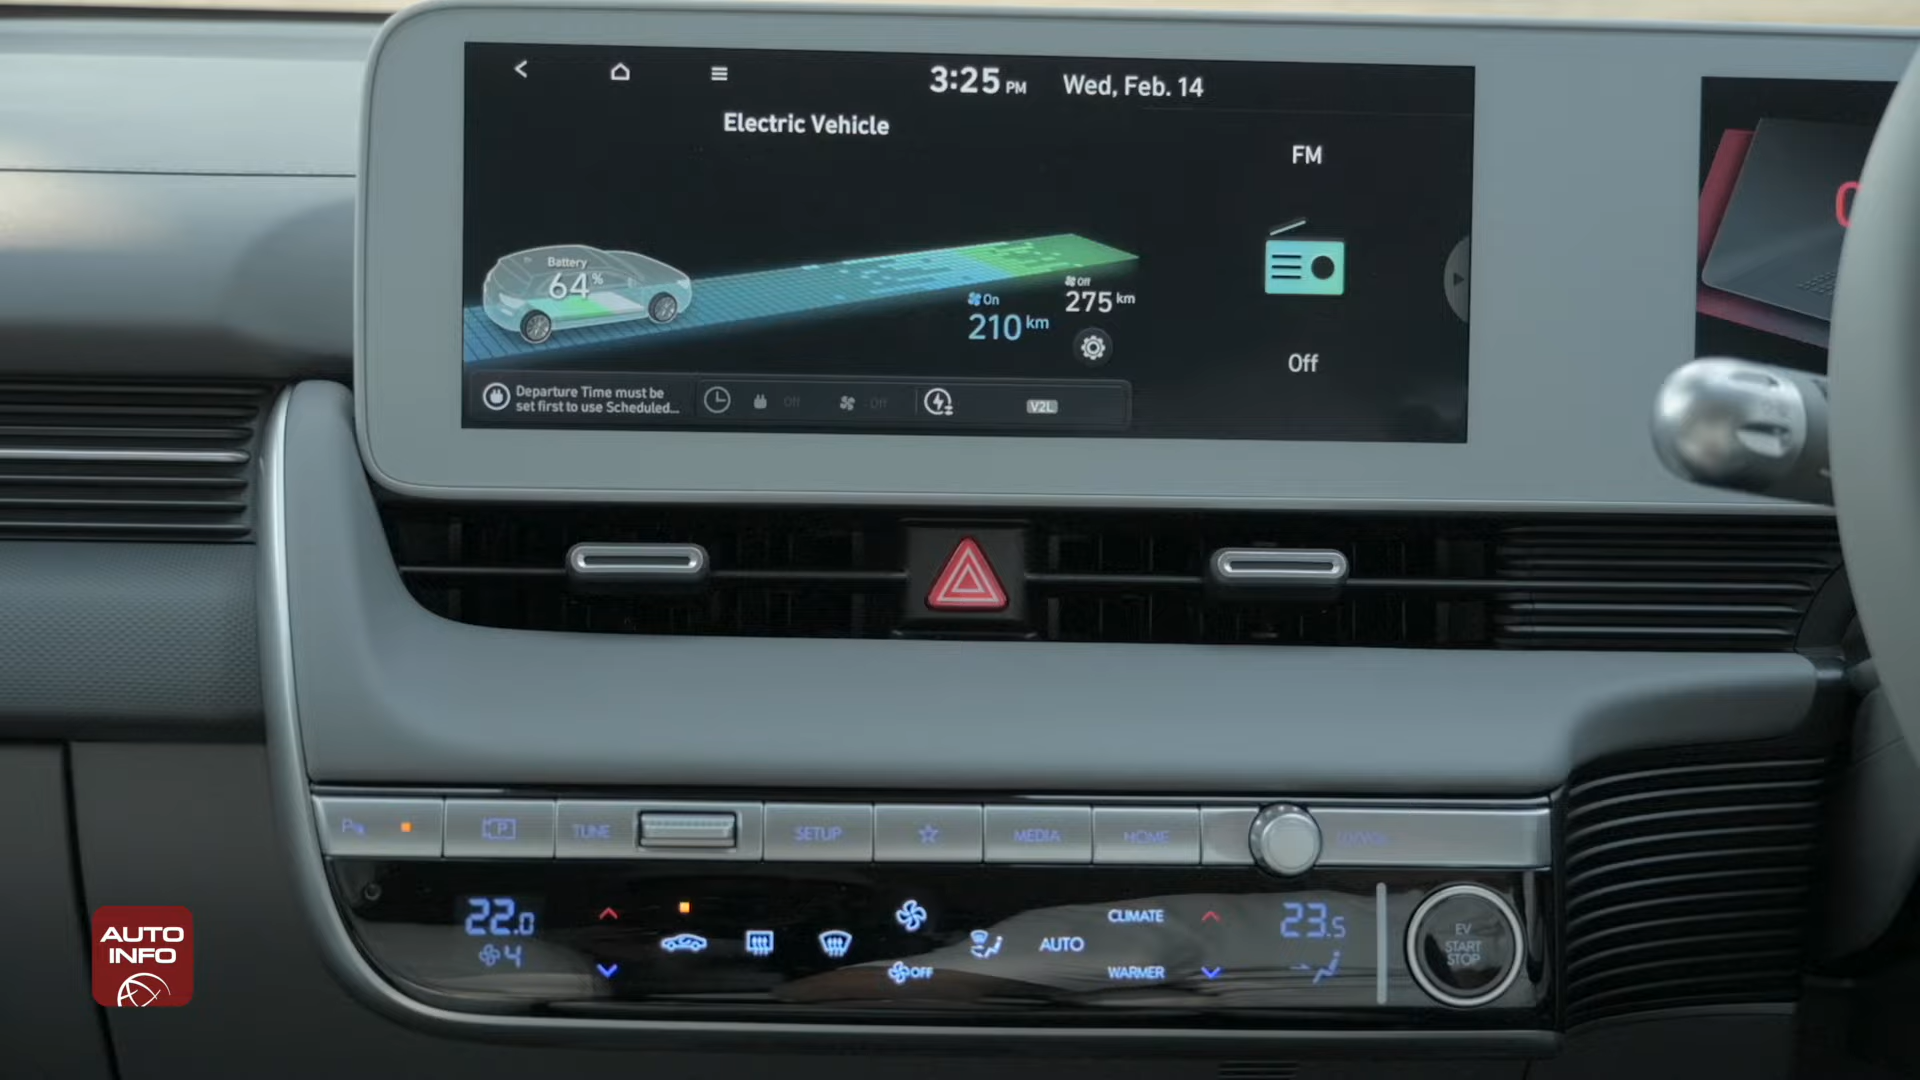 3:25 PM Wed, Feb. 14
Electric Vehicle
FM
Battery
64%
Off
275 km
On
210 km
Off
Departure Time must be
set first to use Scheduled...
Off
Off
V2L
P
TUNE
SETUP
MEDIA
HOME
22.0
4
OFF
AUTO
CLIMATE
WARMER
23.5
EV
START
STOP
AUTO
INFO